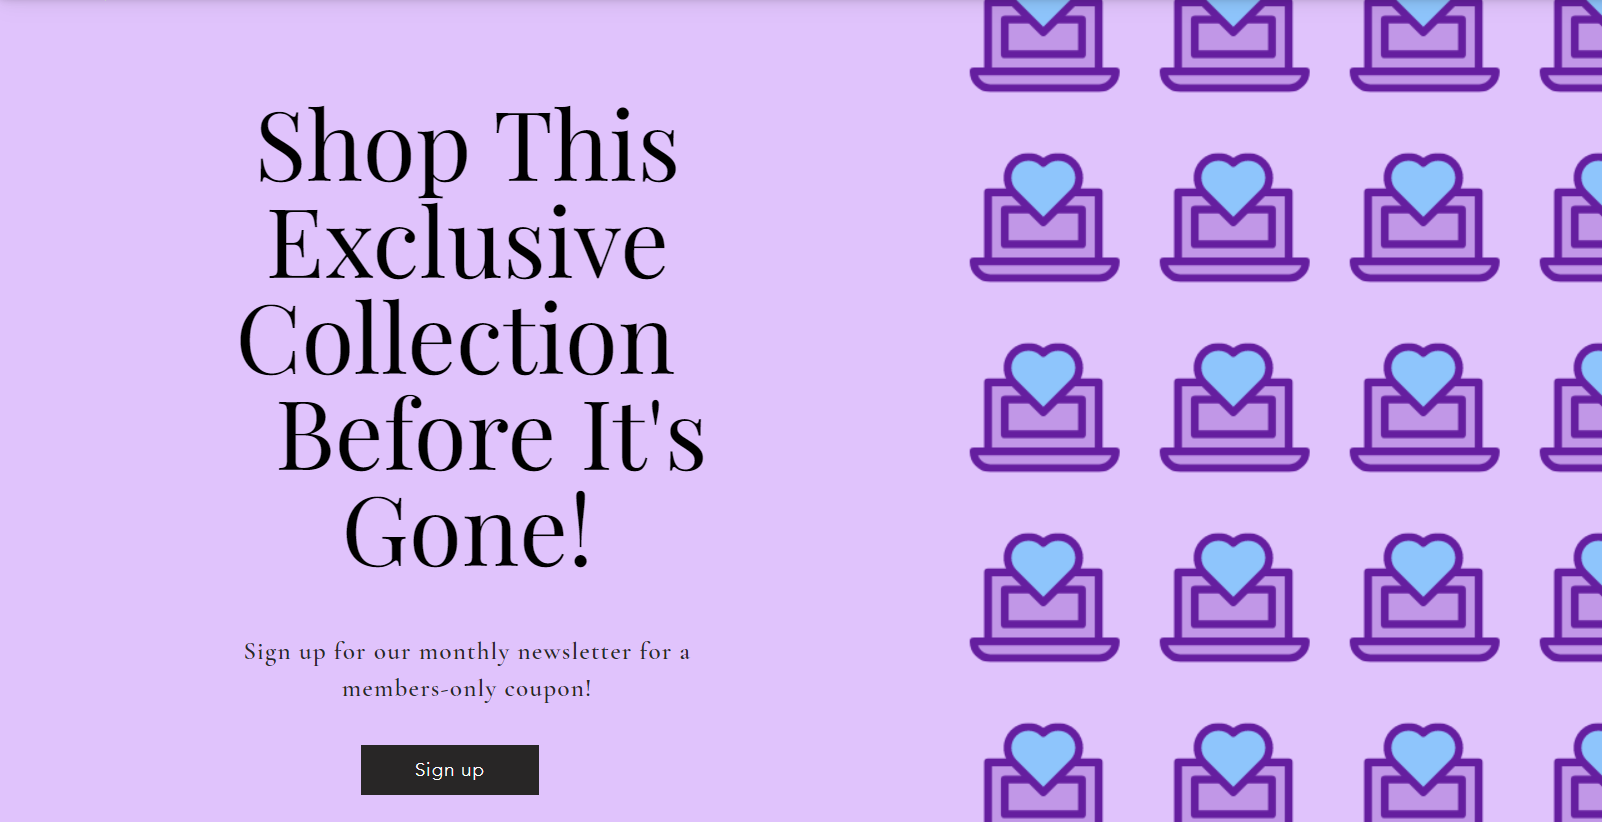 Shop This
Exclusive
Collection
Before It's
Gone!
Sign up for our monthly newsletter for a
members-only coupon!
Sign up